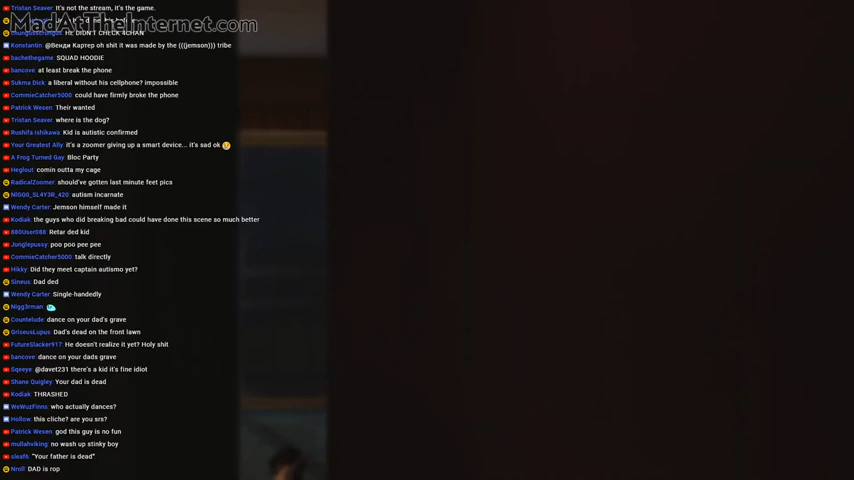 Tristan Seaver It's not the stream, it's the game.
MadAtTheInternet.com
HE DIDN'T CHECK 4CHAN
Konstantin @Венди Картер oh shit it was made by the (((jemson))) tribe
bachethegame SQUAD HOODIE
bancove at least break the phone
Sukma Dick: a liberal without his cellphone? impossible
CommieCatcher5000 could have firmly broke the phone
Patrick Wesen: Their wanted
Tristan Seaver where is the dog?
Rushifa Ishikawa Kid is autistic confirmed
Your Greatest Ally it's a zoomer giving up a smart device... it's sad ok 😢
A Frog Turned Gay Bloc Party
Heglout: comin outta my cage
RadicalZoomer: should've gotten last minute feet pics
NIGG0_SL4Y3R_420 autism incarnate
Wendy Carter: Jemson himself made it
Kodiak: the guys who did breaking bad could have done this scene so much better
880User088: Retar ded kid
Junglepussy: poo poo pee pee
CommieCatcher5000 talk directly
Hikky: Did they meet captain autismo yet?
Sineus: Dad ded
Wendy Carter: Single-handedly
Nigg3rman:
Countelude: dance on your dad's grave
GriseusLupus: Dad's dead on the front lawn
FutureSlacker917: He doesn't realize it yet? Holy shit
bancove: dance on your dads grave
Sqeeye: @davet231 there's a kid it's fine idiot
Shane Quigley: Your dad is dead
Kodiak: THRASHED
WeWuzFinns: who actually dances?
Hollow: this cliche? are you srs?
Patrick Wesen: god this guy is no fun
mullahviking: no wash up stinky boy
sleafi6: "Your father is dead"
Nroll: DAD is rop